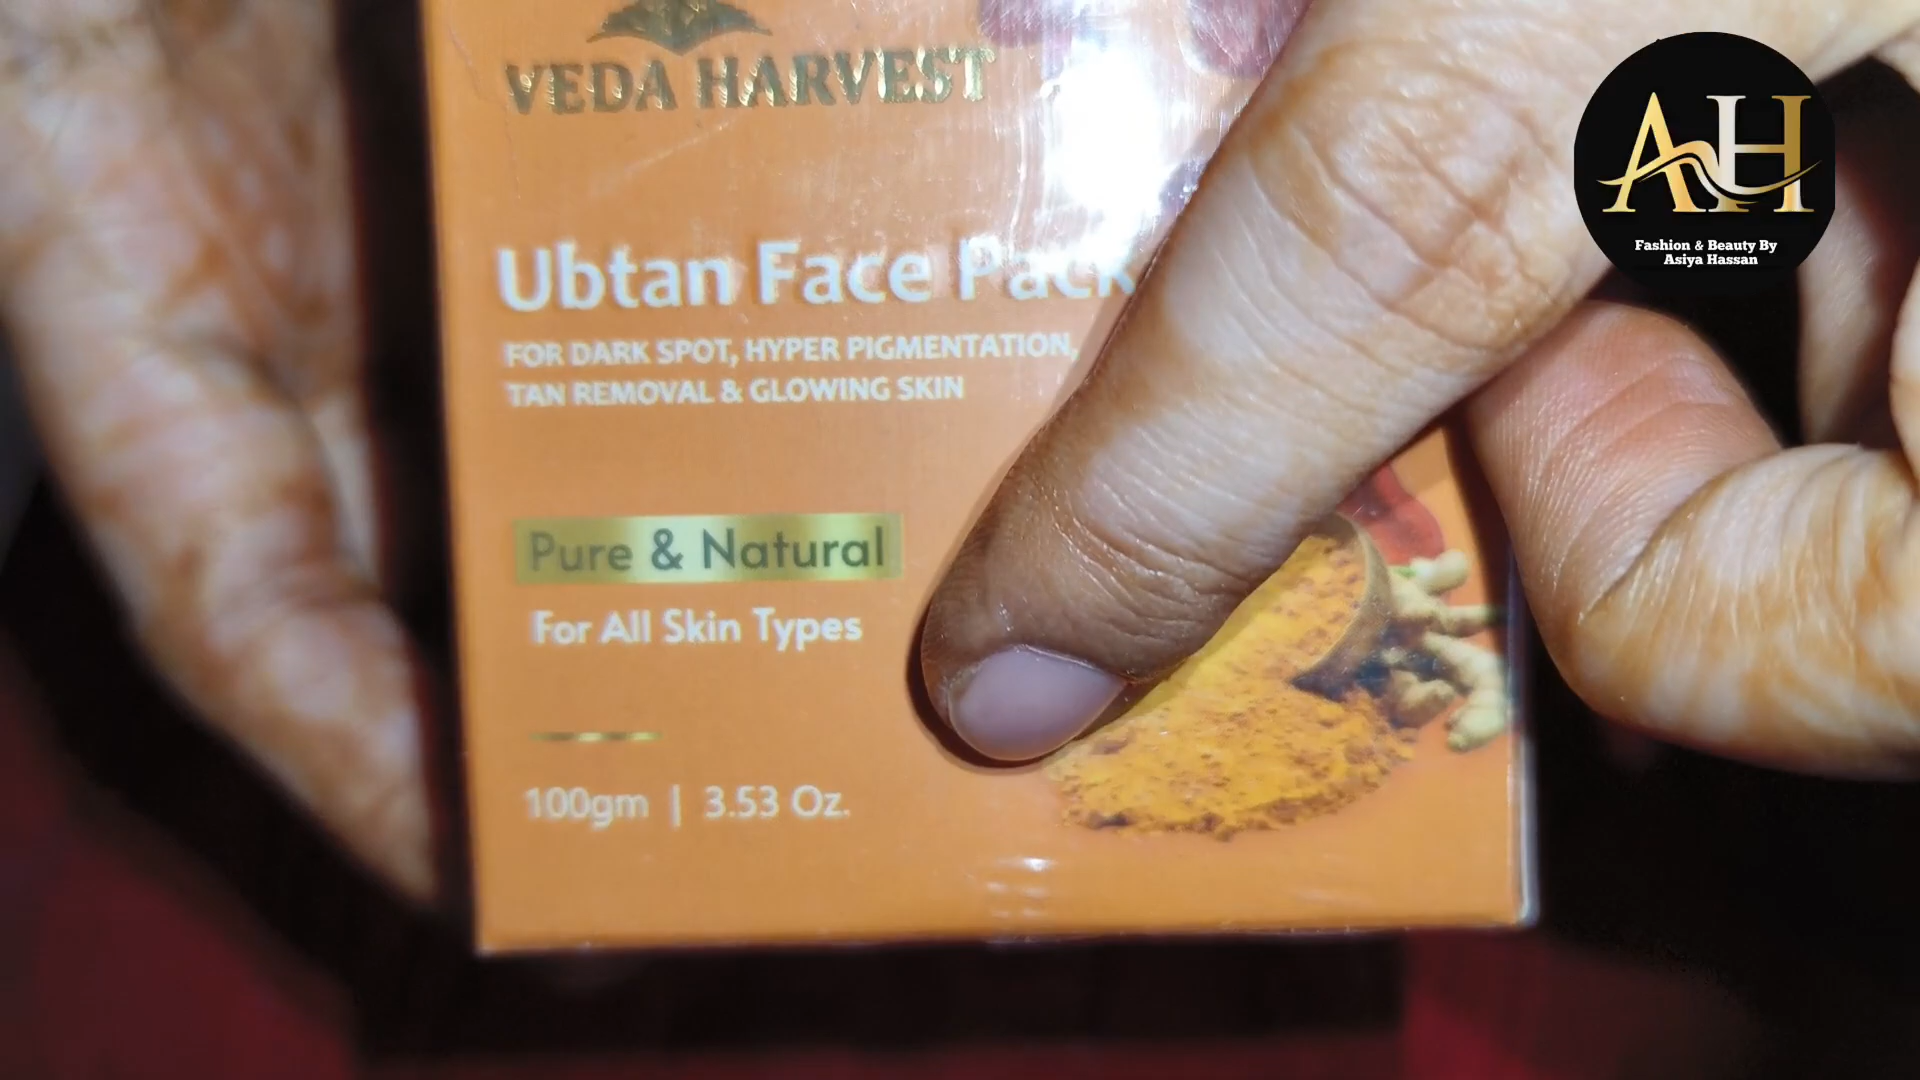 VEDA HARVEST
Ubtan Face Pack
FOR DARK SPOT, HYPER PIGMENTATION,
TAN REMOVAL & GLOWING SKIN
Pure & Natural
For All Skin Types
100gm | 3.53 Oz.
AH
Fashion & Beauty By
Asiya Hassan